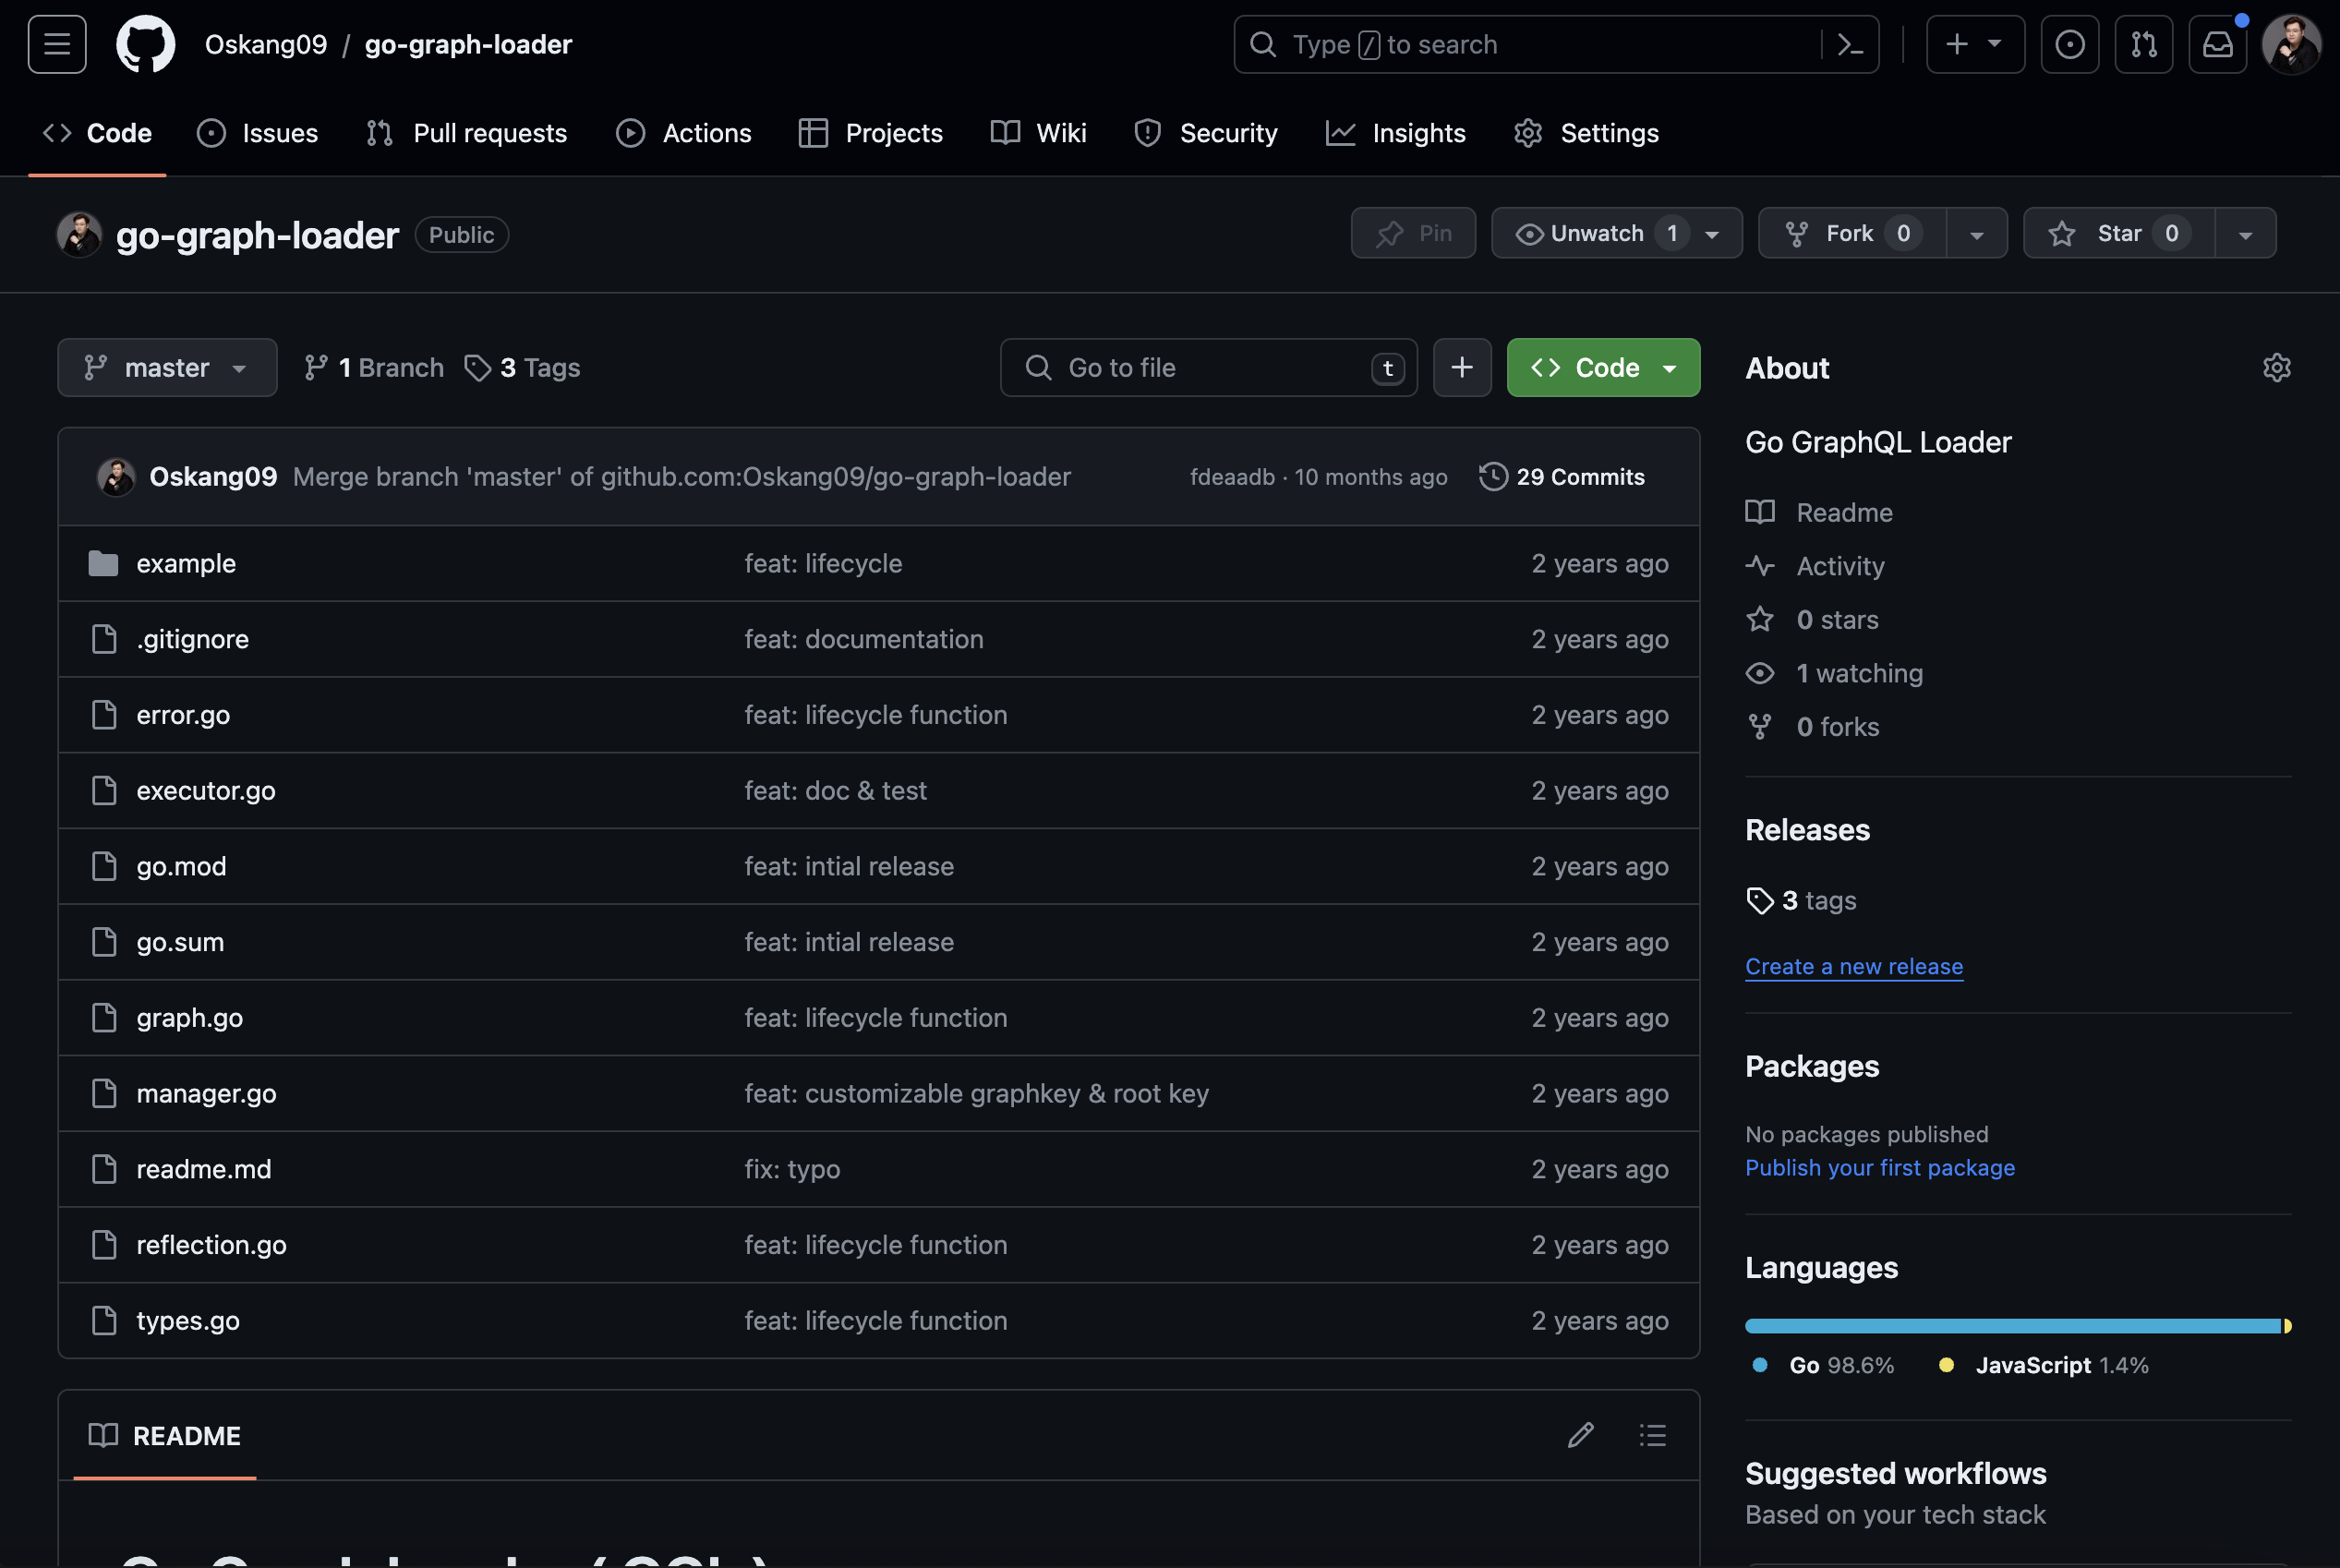 Oskang09 / go-graph-loader
Type / to search
Code Issues Pull requests Actions Projects Wiki Security Insights Settings
go-graph-loader Public
Pin Unwatch 1 Fork 0 Star 0
master 1 Branch 3 Tags
Go to file t
Code
Oskang09 Merge branch 'master' of github.com:Oskang09/go-graph-loader fdeaadb · 10 months ago 29 Commits
example feat: lifecycle 2 years ago
.gitignore feat: documentation 2 years ago
error.go feat: lifecycle function 2 years ago
executor.go feat: doc & test 2 years ago
go.mod feat: intial release 2 years ago
go.sum feat: intial release 2 years ago
graph.go feat: lifecycle function 2 years ago
manager.go feat: customizable graphkey & root key 2 years ago
readme.md fix: typo 2 years ago
reflection.go feat: lifecycle function 2 years ago
types.go feat: lifecycle function 2 years ago
README
About
Go GraphQL Loader
Readme
Activity
0 stars
1 watching
0 forks
Releases
3 tags
Create a new release
Packages
No packages published
Publish your first package
Languages
Go 98.6% JavaScript 1.4%
Suggested workflows
Based on your tech stack